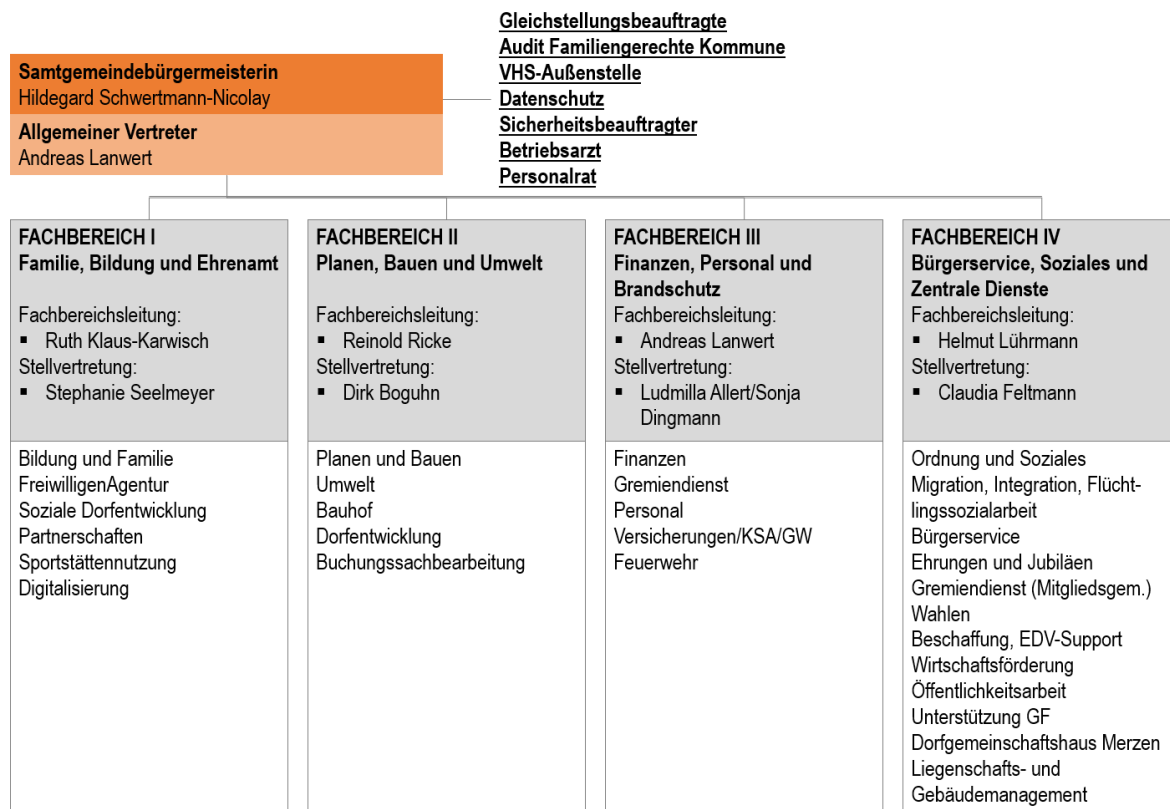 Gleichstellungsbeauftragte
Audit Familiengerechte Kommune
VHS-Außenstelle
Datenschutz
Sicherheitsbeauftragter
Betriebsarzt
Personalrat
Samtgemeindebürgermeisterin
Hildegard Schwertmann-Nicolay
Allgemeiner Vertreter
Andreas Lanwert
FACHBEREICH I
Familie, Bildung und Ehrenamt
Fachbereichsleitung:
▪ Ruth Klaus-Karwisch
Stellvertretung:
▪ Stephanie Seelmeyer
Bildung und Familie
FreiwilligenAgentur
Soziale Dorfentwicklung
Partnerschaften
Sportstättennutzung
Digitalisierung
FACHBEREICH II
Planen, Bauen und Umwelt
Fachbereichsleitung:
▪ Reinold Ricke
Stellvertretung:
▪ Dirk Boguhn
Planen und Bauen
Umwelt
Bauhof
Dorfentwicklung
Buchungssachbearbeitung
FACHBEREICH III
Finanzen, Personal und
Brandschutz
Fachbereichsleitung:
▪ Andreas Lanwert
Stellvertretung:
▪ Ludmilla Allert/Sonja
Dingmann
Finanzen
Gremiendienst
Personal
Versicherungen/KSA/GW
Feuerwehr
FACHBEREICH IV
Bürgerservice, Soziales und
Zentrale Dienste
Fachbereichsleitung:
▪ Helmut Lührmann
Stellvertretung:
▪ Claudia Feltmann
Ordnung und Soziales
Migration, Integration, Flücht-
lingssozialarbeit
Bürgerservice
Ehrungen und Jubiläen
Gremiendienst (Mitgliedsgem.)
Wahlen
Beschaffung, EDV-Support
Wirtschaftsförderung
Öffentlichkeitsarbeit
Unterstützung GF
Dorfgemeinschaftshaus Merzen
Liegenschafts- und
Gebäudemanagement